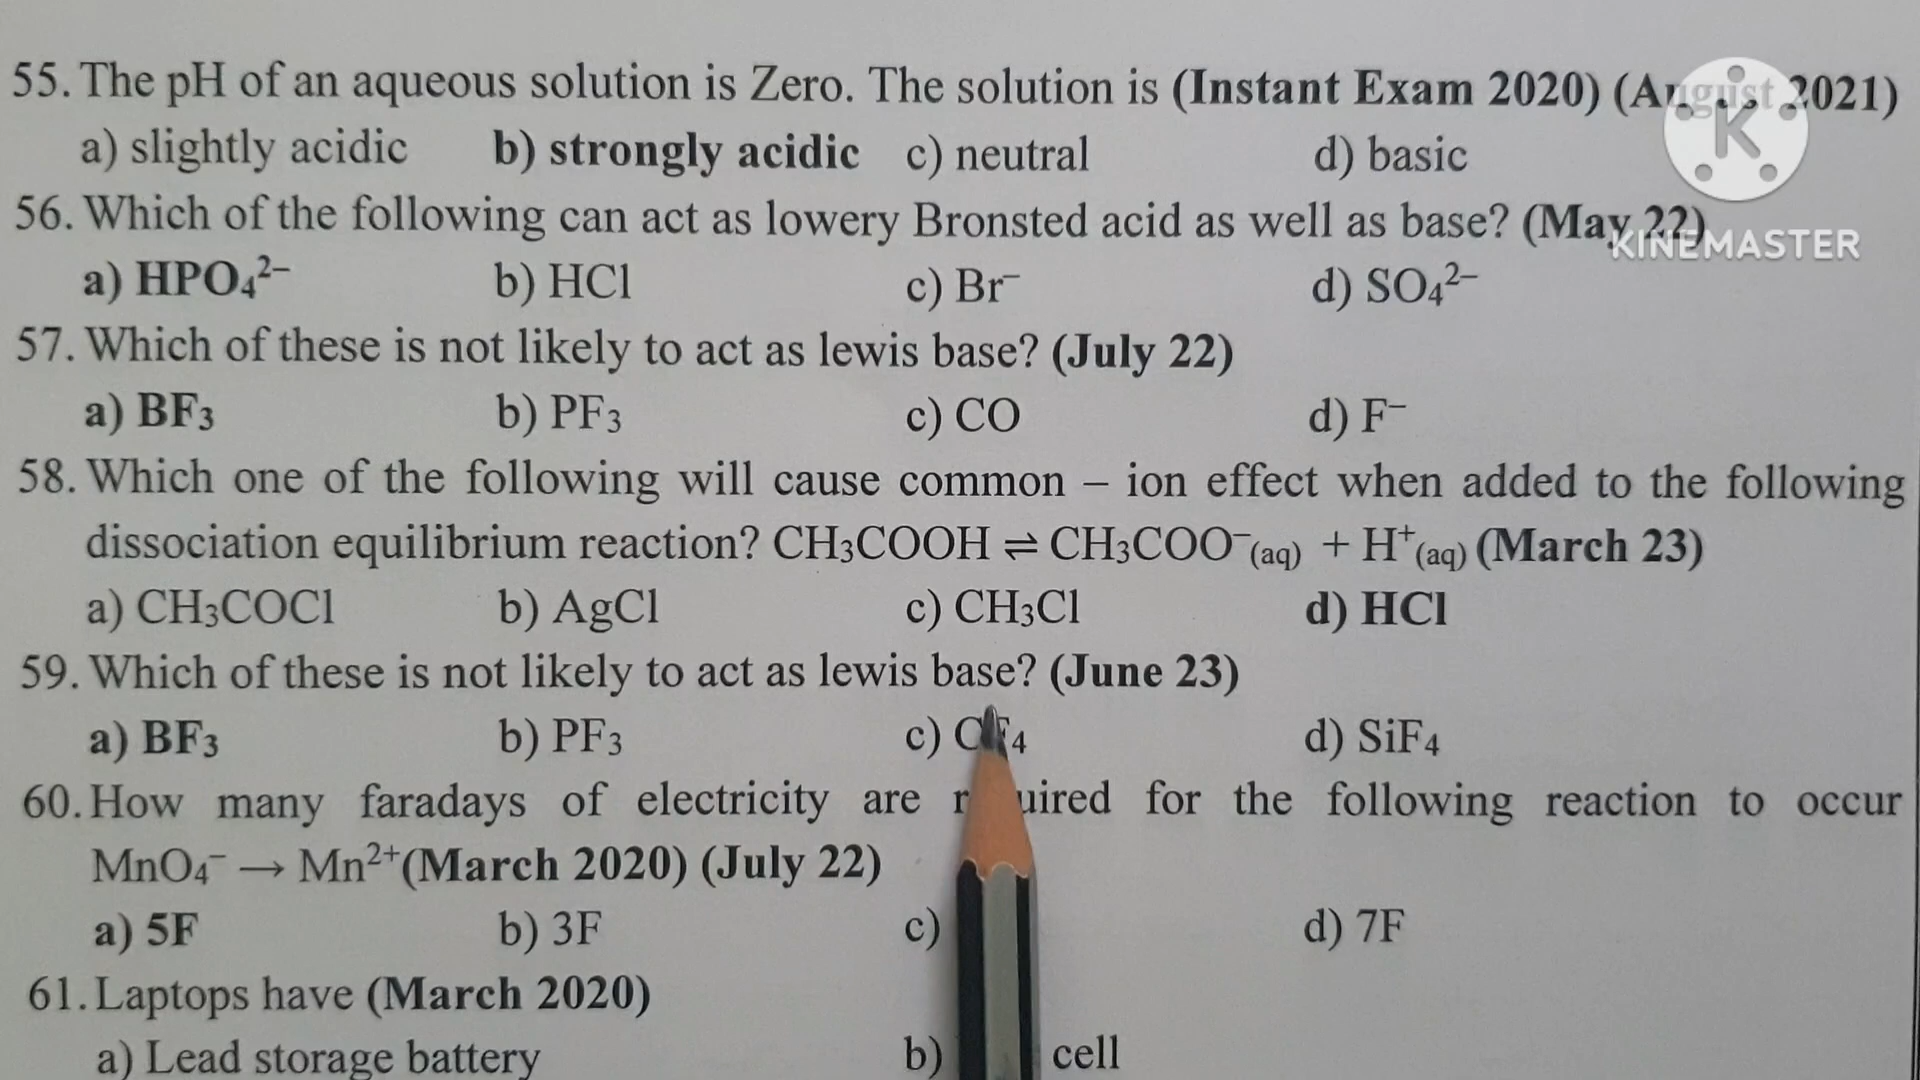 55. The pH of an aqueous solution is Zero. The solution is (Instant Exam 2020) (August 2021)
a) slightly acidic b) strongly acidic c) neutral d) basic
56. Which of the following can act as lowery Bronsted acid as well as base? (May 22)
a) HPO₄²⁻ b) HCl c) Br⁻ d) SO₄²⁻
57. Which of these is not likely to act as lewis base? (July 22)
a) BF₃ b) PF₃ c) CO d) F⁻
58. Which one of the following will cause common – ion effect when added to the following
dissociation equilibrium reaction? CH₃COOH ⇌ CH₃COO⁻(aq) + H⁺(aq) (March 23)
a) CH₃COCl b) AgCl c) CH₃Cl d) HCl
59. Which of these is not likely to act as lewis base? (June 23)
a) BF₃ b) PF₃ c) CF₄ d) SiF₄
60. How many faradays of electricity are required for the following reaction to occur
MnO₄⁻ → Mn²⁺(March 2020) (July 22)
a) 5F b) 3F c) d) 7F
61. Laptops have (March 2020)
a) Lead storage battery b) cell
K
KINEMASTER